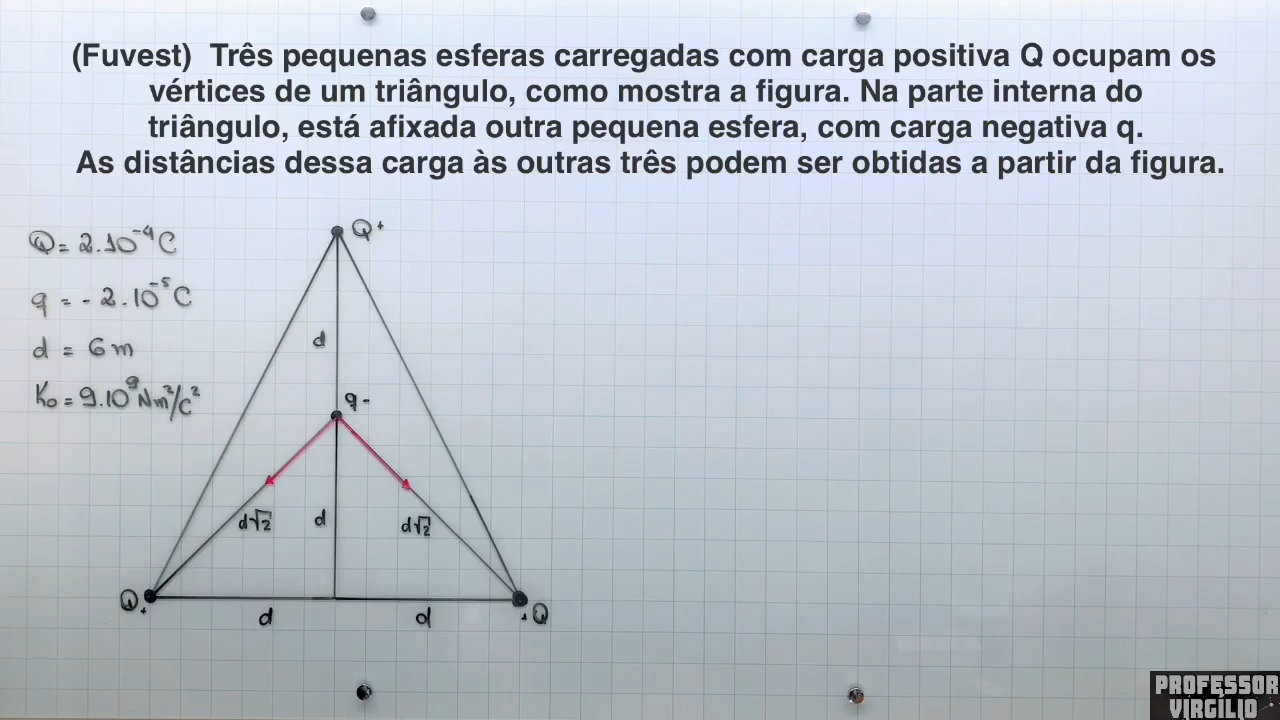 (Fuvest) Três pequenas esferas carregadas com carga positiva Q ocupam os
vértices de um triângulo, como mostra a figura. Na parte interna do
triângulo, está afixada outra pequena esfera, com carga negativa q.
As distâncias dessa carga às outras três podem ser obtidas a partir da figura.
Q = 2.10⁻⁴C
q = - 2.10⁻⁵C
d = 6m
K₀ = 9.10⁹Nm²/C²
Q+
d
q-
d√2
d
d√2
Q+
+Q
d
d
PROFESSOR
VIRGÍLIO